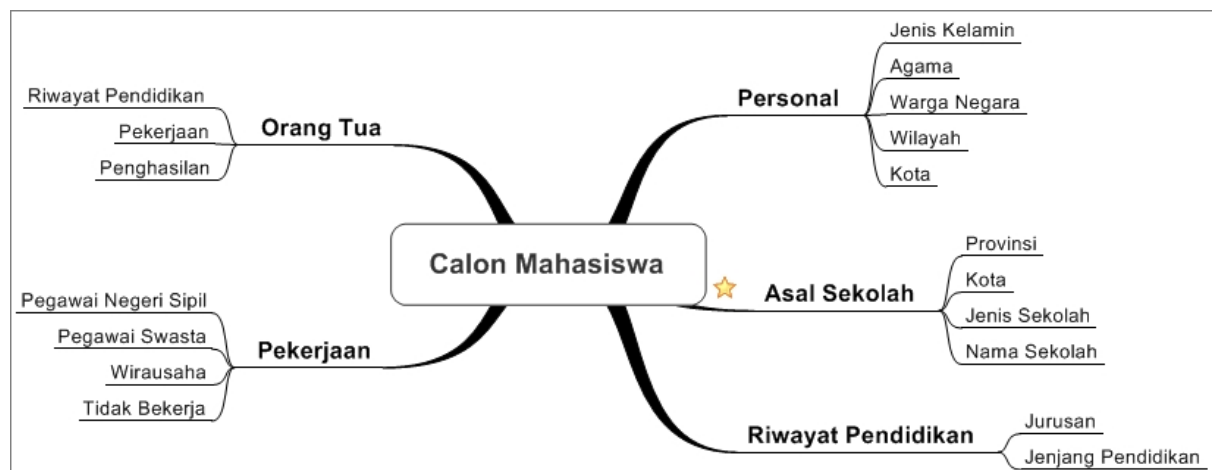 Calon Mahasiswa
Orang Tua
Riwayat Pendidikan
Pekerjaan
Penghasilan
Pekerjaan
Pegawai Negeri Sipil
Pegawai Swasta
Wirausaha
Tidak Bekerja
Personal
Jenis Kelamin
Agama
Warga Negara
Wilayah
Kota
Asal Sekolah
Provinsi
Kota
Jenis Sekolah
Nama Sekolah
Riwayat Pendidikan
Jurusan
Jenjang Pendidikan